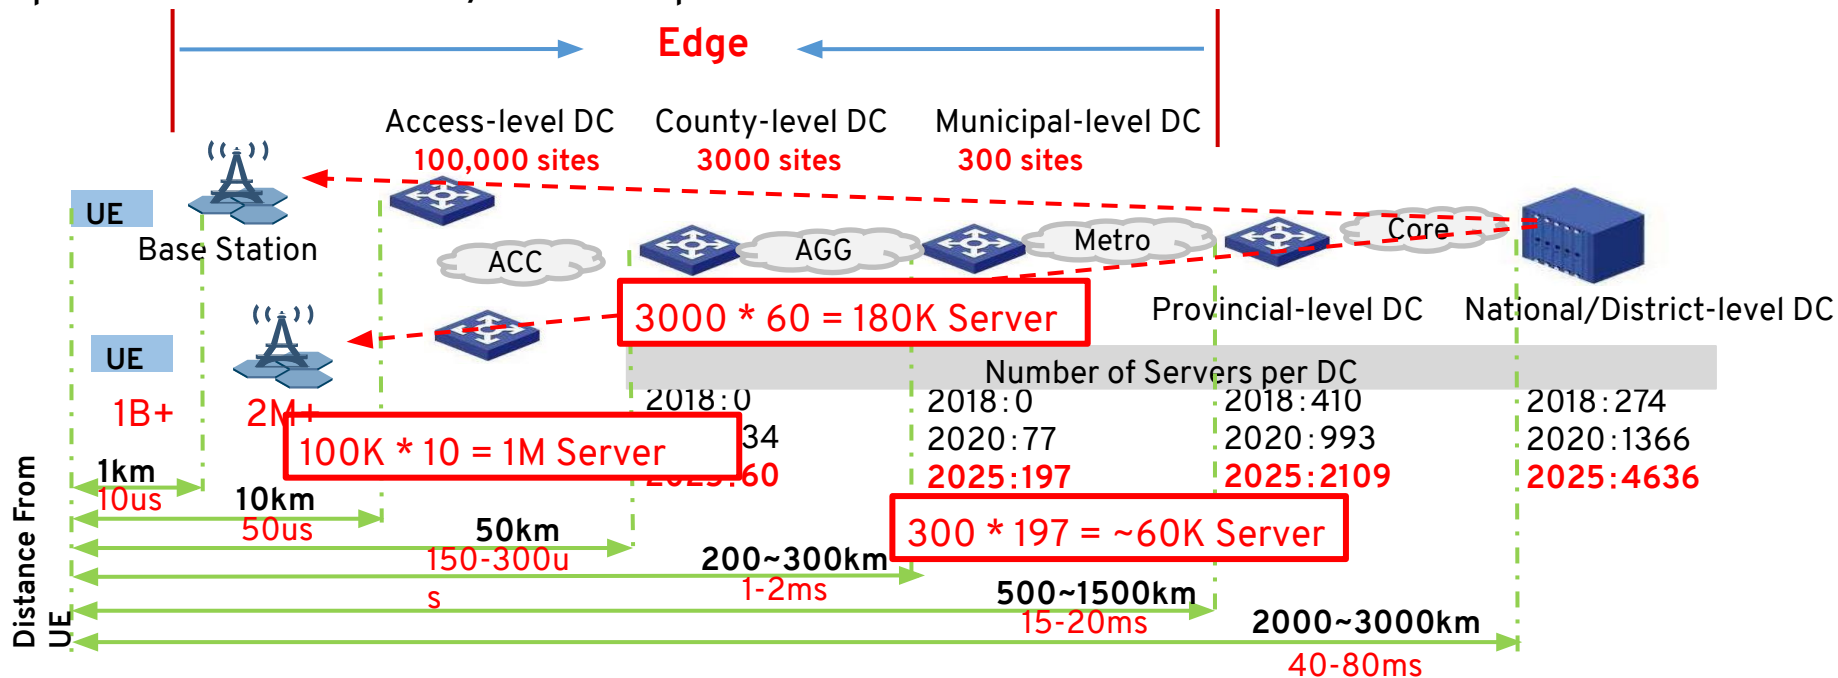 Edge
Access-level DC
100,000 sites
County-level DC
3000 sites
Municipal-level DC
300 sites
UE
Base Station
ACC
AGG
Metro
Core
3000 * 60 = 180K Server
Provincial-level DC
National/District-level DC
UE
Number of Servers per DC
1B+
2M+
2018:0
34
2025:60
2018:0
2020:77
2025:197
2018:410
2020:993
2025:2109
2018:274
2020:1366
2025:4636
100K * 10 = 1M Server
300 * 197 = ~60K Server
Distance From
UE
1km
10us
10km
50us
50km
150-300u
s
200~300km
1-2ms
500~1500km
15-20ms
2000~3000km
40-80ms